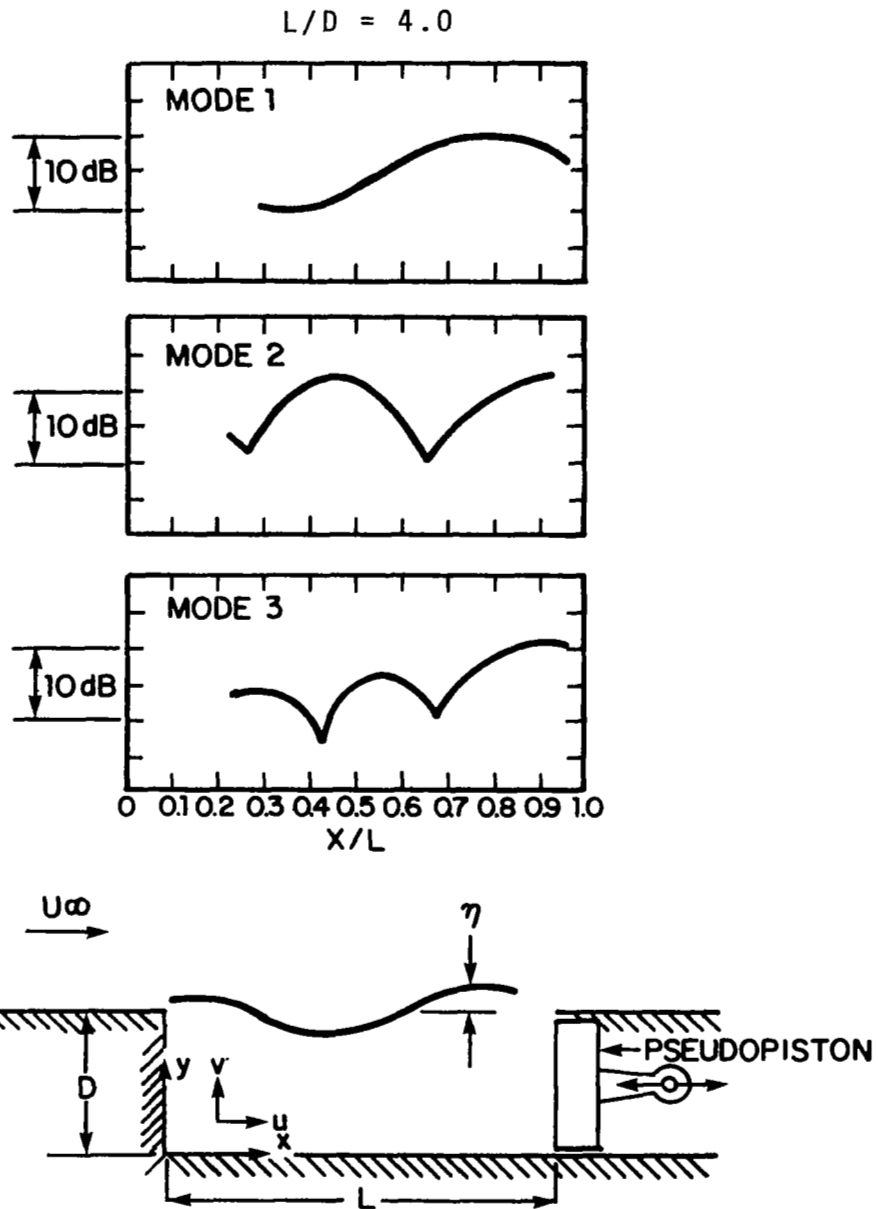 L/D = 4.0
MODE 1
10 dB
MODE 2
10 dB
MODE 3
10 dB
0 0.1 0.2 0.3 0.4 0.5 0.6 0.7 0.8 0.9 1.0
X/L
U∞
η
PSEUDOPISTON
D
y
v
u
x
L